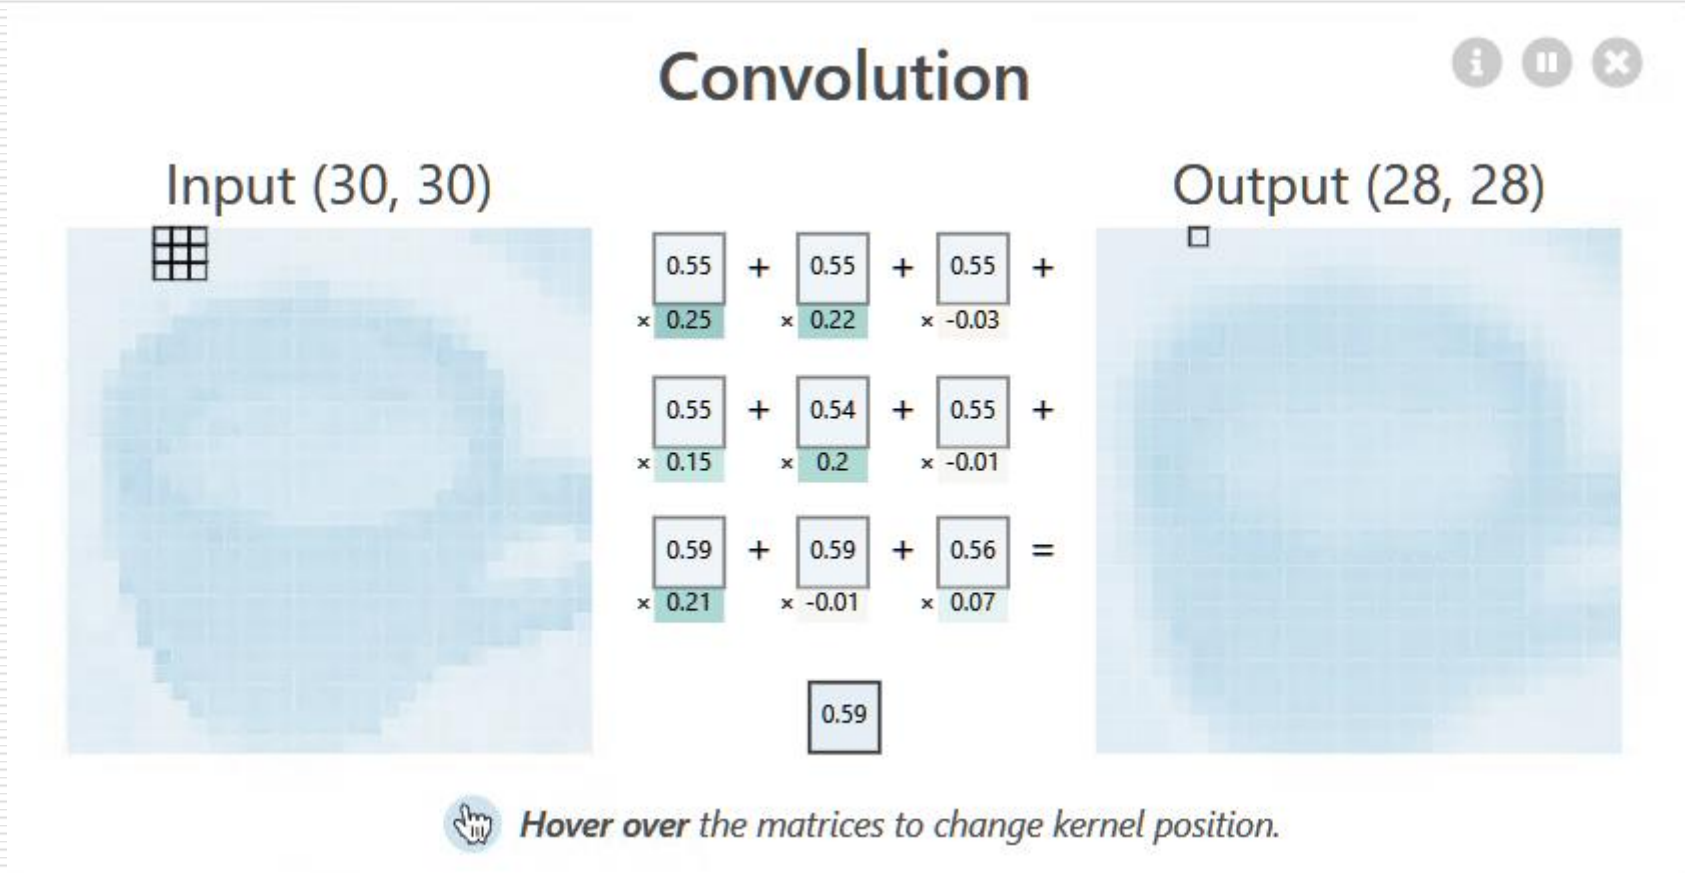 Convolution
Input (30, 30)
Output (28, 28)
0.55 + 0.55 + 0.55 +
× 0.25 × 0.22 × -0.03
0.55 + 0.54 + 0.55 +
× 0.15 × 0.2 × -0.01
0.59 + 0.59 + 0.56 =
× 0.21 × -0.01 × 0.07
0.59
Hover over the matrices to change kernel position.